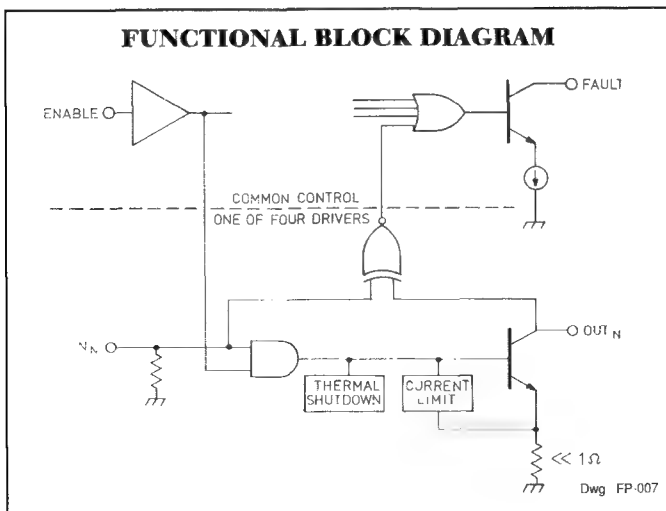 FUNCTIONAL BLOCK DIAGRAM
ENABLE
FAULT
COMMON CONTROL
ONE OF FOUR DRIVERS
OUT N
THERMAL
SHUTDOWN
CURRENT
LIMIT
<< 1Ω
Dwg FP-007